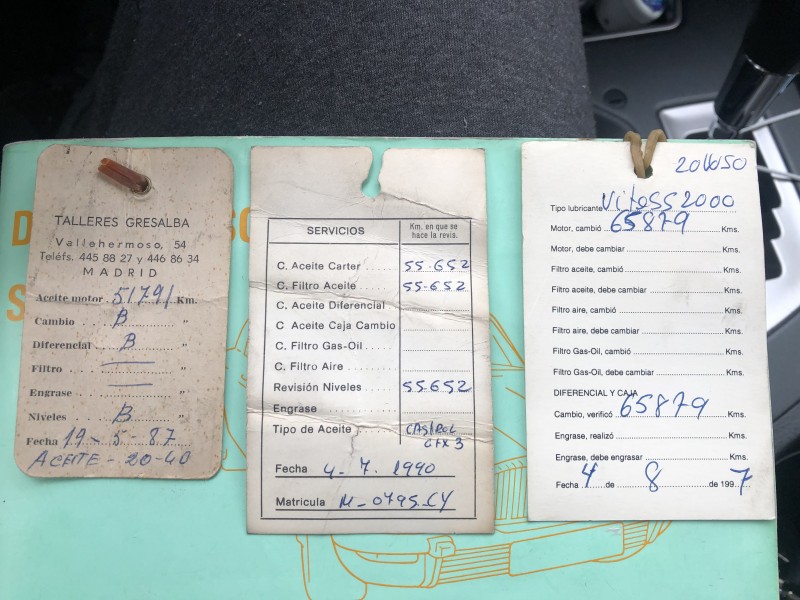 TALLERES GRESALBA
Vallehermoso, 54
Teléfs. 445 88 27 y 446 86 34
MADRID
Aceite motor 51791 Km.
Cambio B "
Diferencial B "
Filtro — "
Engrase — "
Niveles B "
Fecha 19-5-87
ACEITE-20-40
SERVICIOS Km. en que se hace la revis.
C. Aceite Carter 55.652
C. Filtro Aceite 55.652
C. Aceite Diferencial
C. Aceite Caja Cambio
C. Filtro Gas-Oil
C. Filtro Aire
Revisión Niveles 55.652
Engrase
Tipo de Aceite CASTROL GTX3
Fecha 4-7-1990
Matricula M-0795-CY
20W50
Tipo lubricante Vitoss 2000
Motor, cambió 65879 Kms.
Motor, debe cambiar Kms.
Filtro aceite, cambió Kms.
Filtro aceite, debe cambiar Kms.
Filtro aire, cambió Kms.
Filtro aire, debe cambiar Kms.
Filtro Gas-Oil, cambió Kms.
Filtro Gas-Oil, debe cambiar Kms.
DIFERENCIAL Y CAJA
Cambio, verificó 65879 Kms.
Engrase, realizó Kms.
Engrase, debe engrasar Kms.
Fecha 4 de 8 de 1997